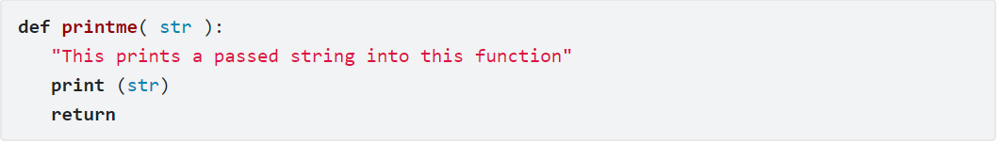 def printme( str ):
   "This prints a passed string into this function"
   print (str)
   return